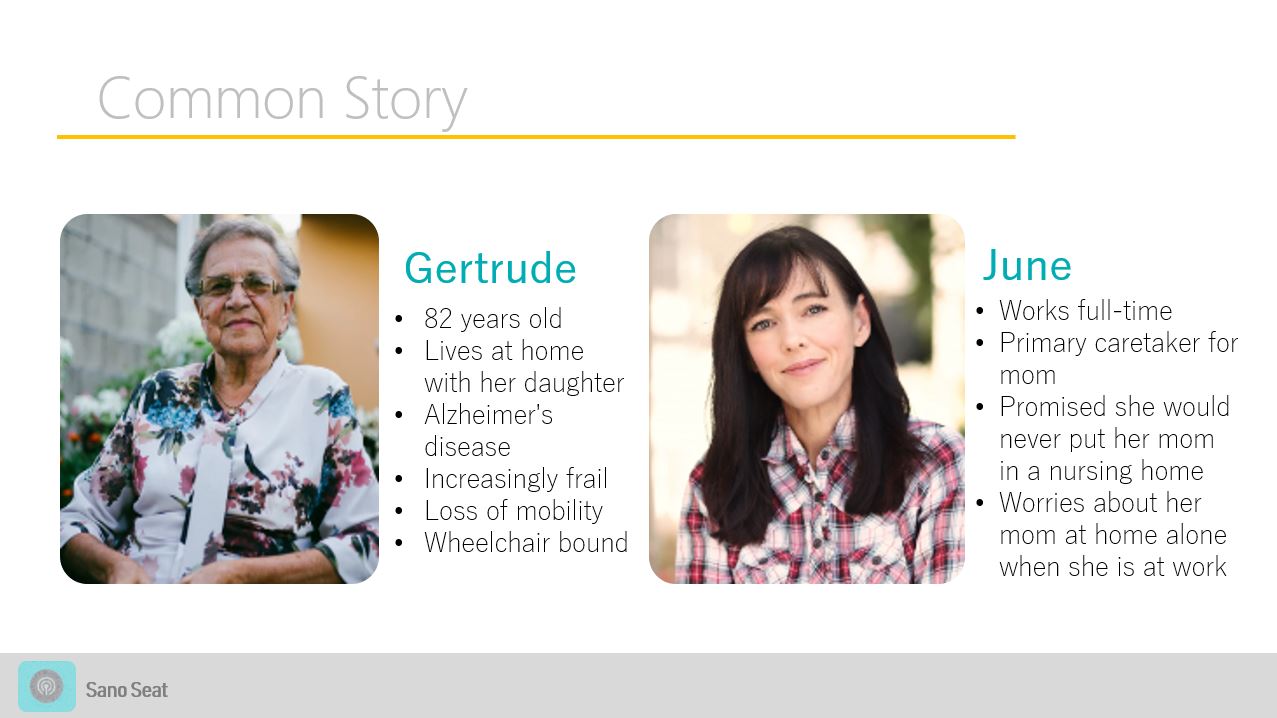 Common Story
Gertrude
• 82 years old
• Lives at home
with her daughter
• Alzheimer's
disease
• Increasingly frail
• Loss of mobility
• Wheelchair bound
June
• Works full-time
• Primary caretaker for
mom
• Promised she would
never put her mom
in a nursing home
• Worries about her
mom at home alone
when she is at work
Sano Seat